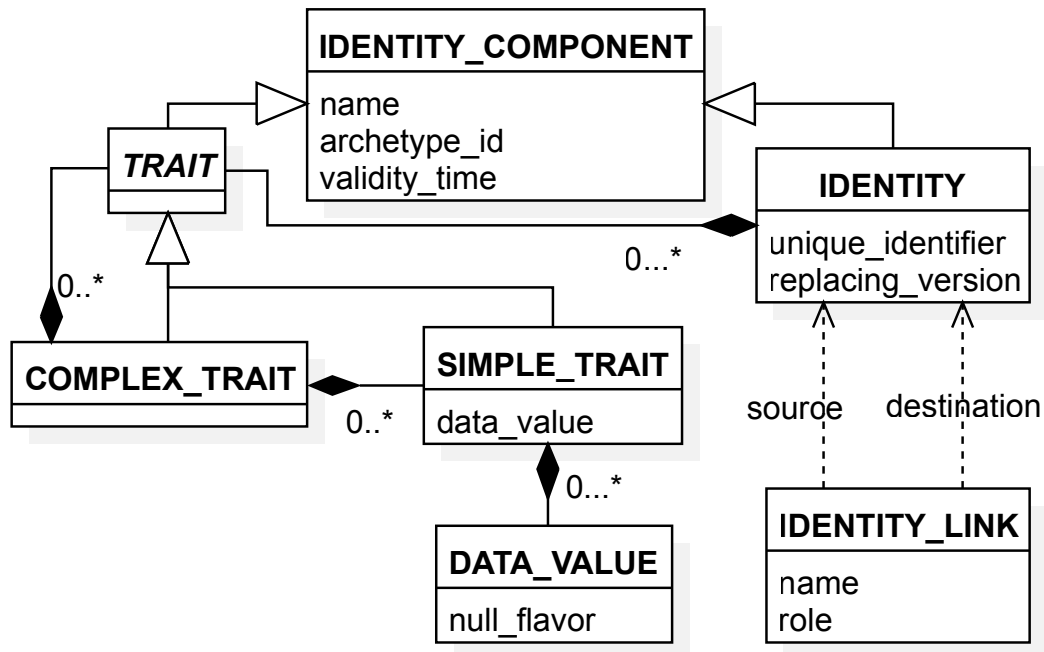 IDENTITY_COMPONENT
name
archetype_id
validity_time
TRAIT
IDENTITY
unique_identifier
replacing_version
0...*
0..*
COMPLEX_TRAIT
0..*
SIMPLE_TRAIT
data_value
0...*
source
destination
DATA_VALUE
null_flavor
IDENTITY_LINK
name
role